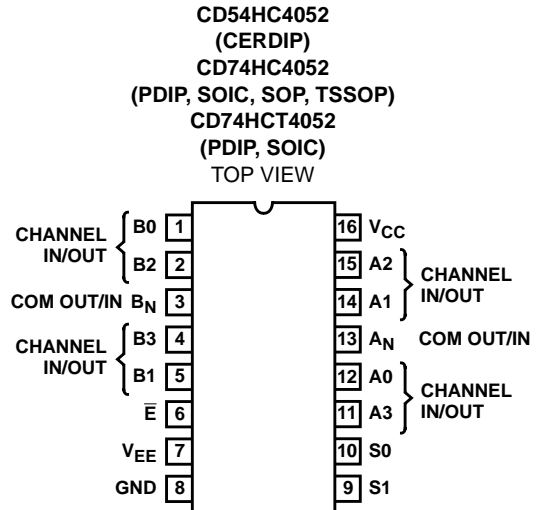 CD54HC4052
(CERDIP)
CD74HC4052
(PDIP, SOIC, SOP, TSSOP)
CD74HCT4052
(PDIP, SOIC)
TOP VIEW
CHANNEL IN/OUT
B0 1
B2 2
COM OUT/IN BN 3
CHANNEL IN/OUT
B3 4
B1 5
E̅ 6
VEE 7
GND 8
16 VCC
15 A2
14 A1
CHANNEL IN/OUT
13 AN COM OUT/IN
12 A0
11 A3
CHANNEL IN/OUT
10 S0
9 S1